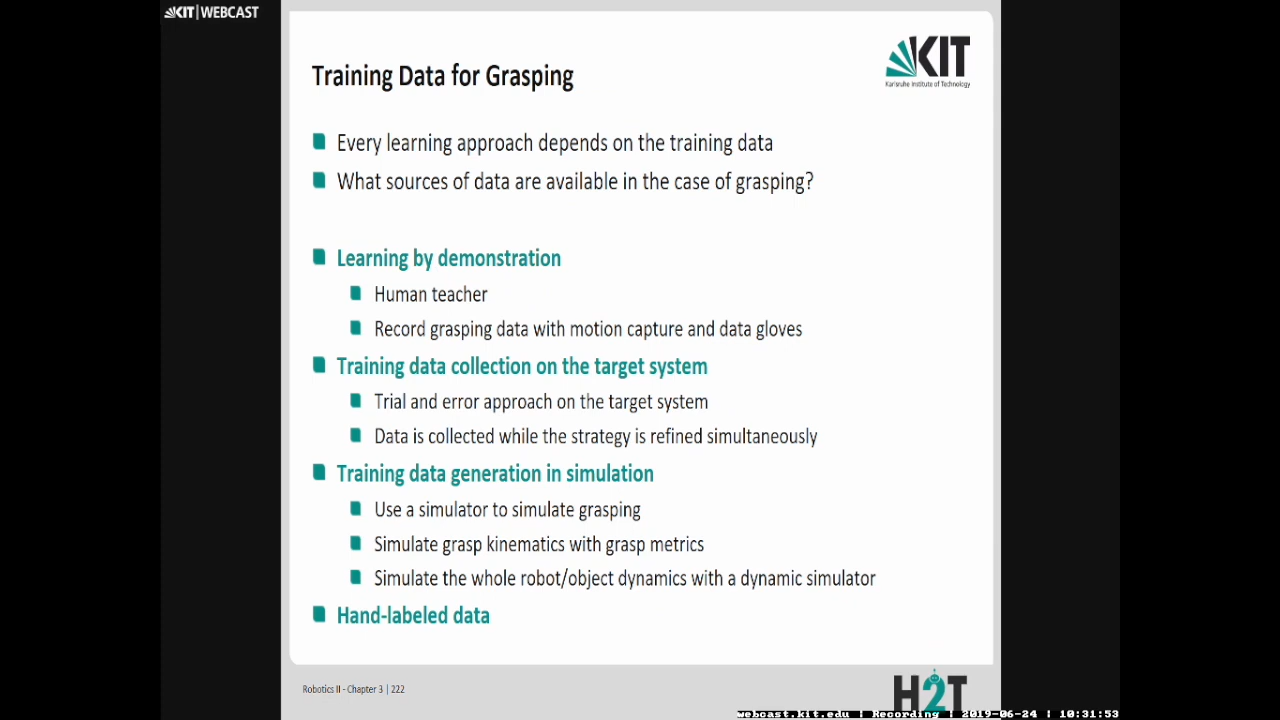 KIT | WEBCAST
KIT
Karlsruhe Institute of Technology
Training Data for Grasping
Every learning approach depends on the training data
What sources of data are available in the case of grasping?
Learning by demonstration
Human teacher
Record grasping data with motion capture and data gloves
Training data collection on the target system
Trial and error approach on the target system
Data is collected while the strategy is refined simultaneously
Training data generation in simulation
Use a simulator to simulate grasping
Simulate grasp kinematics with grasp metrics
Simulate the whole robot/object dynamics with a dynamic simulator
Hand-labeled data
Robotics II - Chapter 3 | 222
H2T
webcast.kit.edu | Recording | 2019-06-24 | 10:31:53